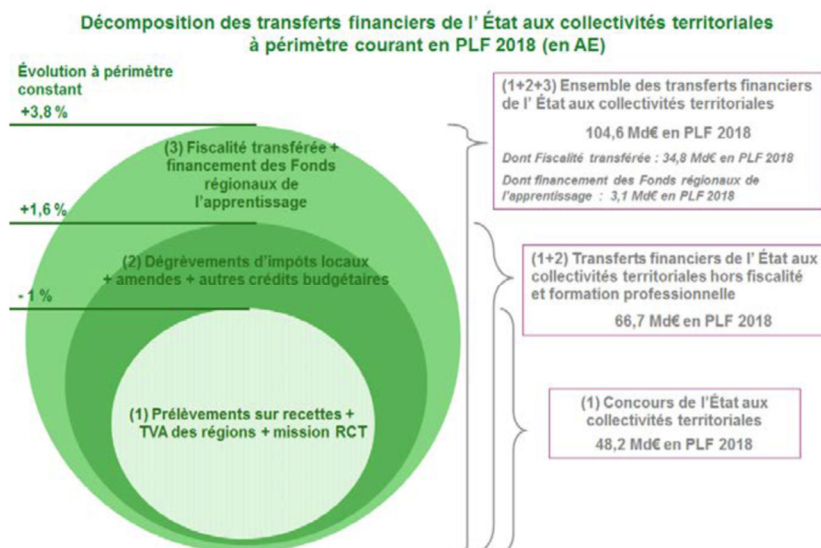 Décomposition des transferts financiers de l' État aux collectivités territoriales
à périmètre courant en PLF 2018 (en AE)
Évolution à périmètre
constant
+3,8 %
(3) Fiscalité transférée +
financement des Fonds
régionaux de
l'apprentissage
+1,6 %
(2) Dégrèvements d'impôts locaux
+ amendes + autres crédits budgétaires
- 1 %
(1) Prélèvements sur recettes +
TVA des régions + mission RCT
(1+2+3) Ensemble des transferts financiers
de l' État aux collectivités territoriales
104,6 Md€ en PLF 2018
Dont Fiscalité transférée : 34,8 Md€ en PLF 2018
Dont financement des Fonds régionaux de
l'apprentissage : 3,1 Md€ en PLF 2018
(1+2) Transferts financiers de l' État aux
collectivités territoriales hors fiscalité
et formation professionnelle
66,7 Md€ en PLF 2018
(1) Concours de l'État aux
collectivités territoriales
48,2 Md€ en PLF 2018